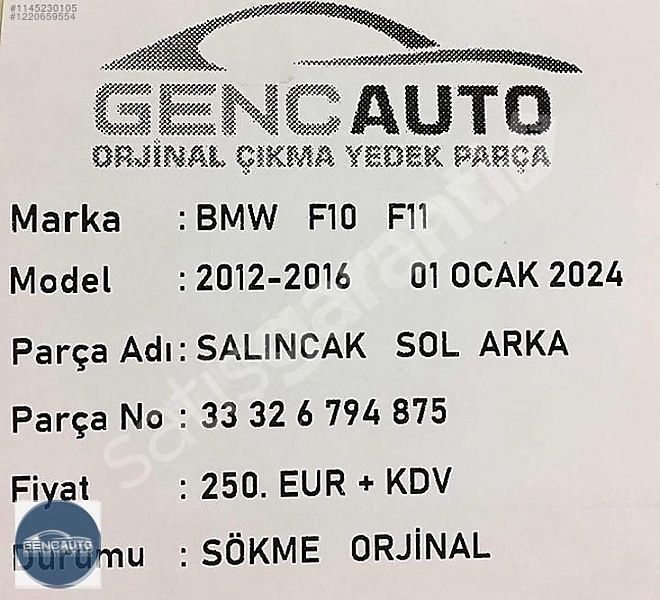 #1145230105
#1220659554
GENCAUTO
ORJİNAL ÇIKMA YEDEK PARÇA
Marka : BMW F10 F11
Model : 2012-2016 01 OCAK 2024
Parça Adı : SALINCAK SOL ARKA
Parça No : 33 32 6 794 875
Fiyat : 250. EUR + KDV
Durumu : SÖKME ORJİNAL
GENCAUTO